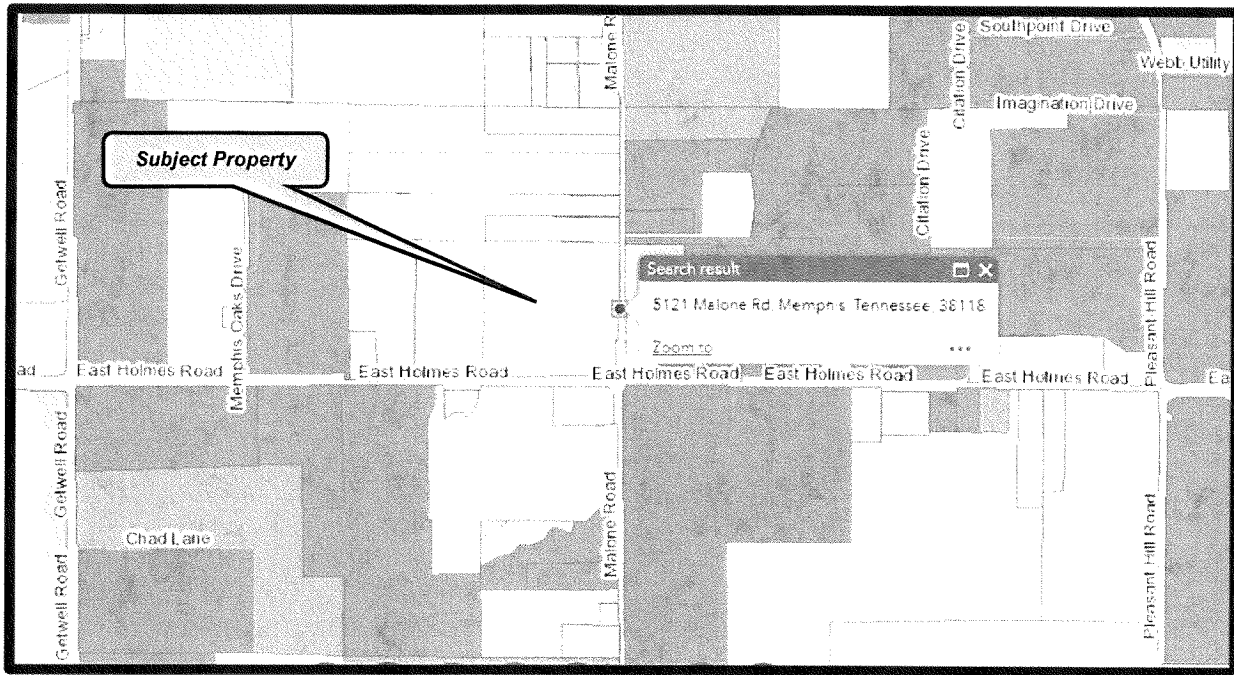 Malone R
Southpoint Drive
Webb Utility
Citation Drive
Imagination Drive
Subject Property
Getwell Road
Citation Drive
Memphis Oaks Drive
Search result
5121 Malone Rd, Memphis, Tennessee, 38118
Zoom to
•••
Pleasant Hill Road
ad
East Holmes Road
East Holmes Road
East Holmes Road
East Holmes Road
East Holmes Road
Ea
Getwell Road
Malone Road
Pleasant Hill Road
Chad Lane
Getwell Road